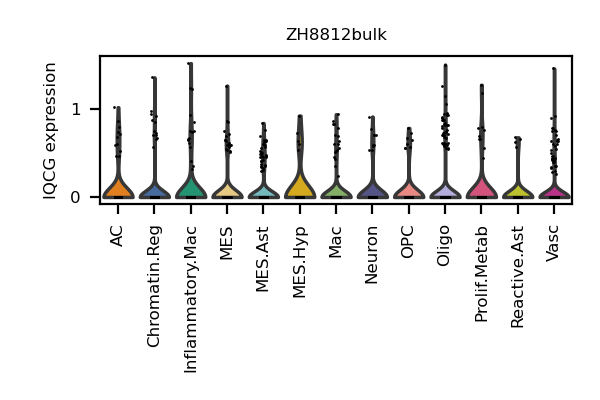 ZH8812bulk
IQCG expression
1
0
AC
Chromatin.Reg
Inflammatory.Mac
MES
MES.Ast
MES.Hyp
Mac
Neuron
OPC
Oligo
Prolif.Metab
Reactive.Ast
Vasc